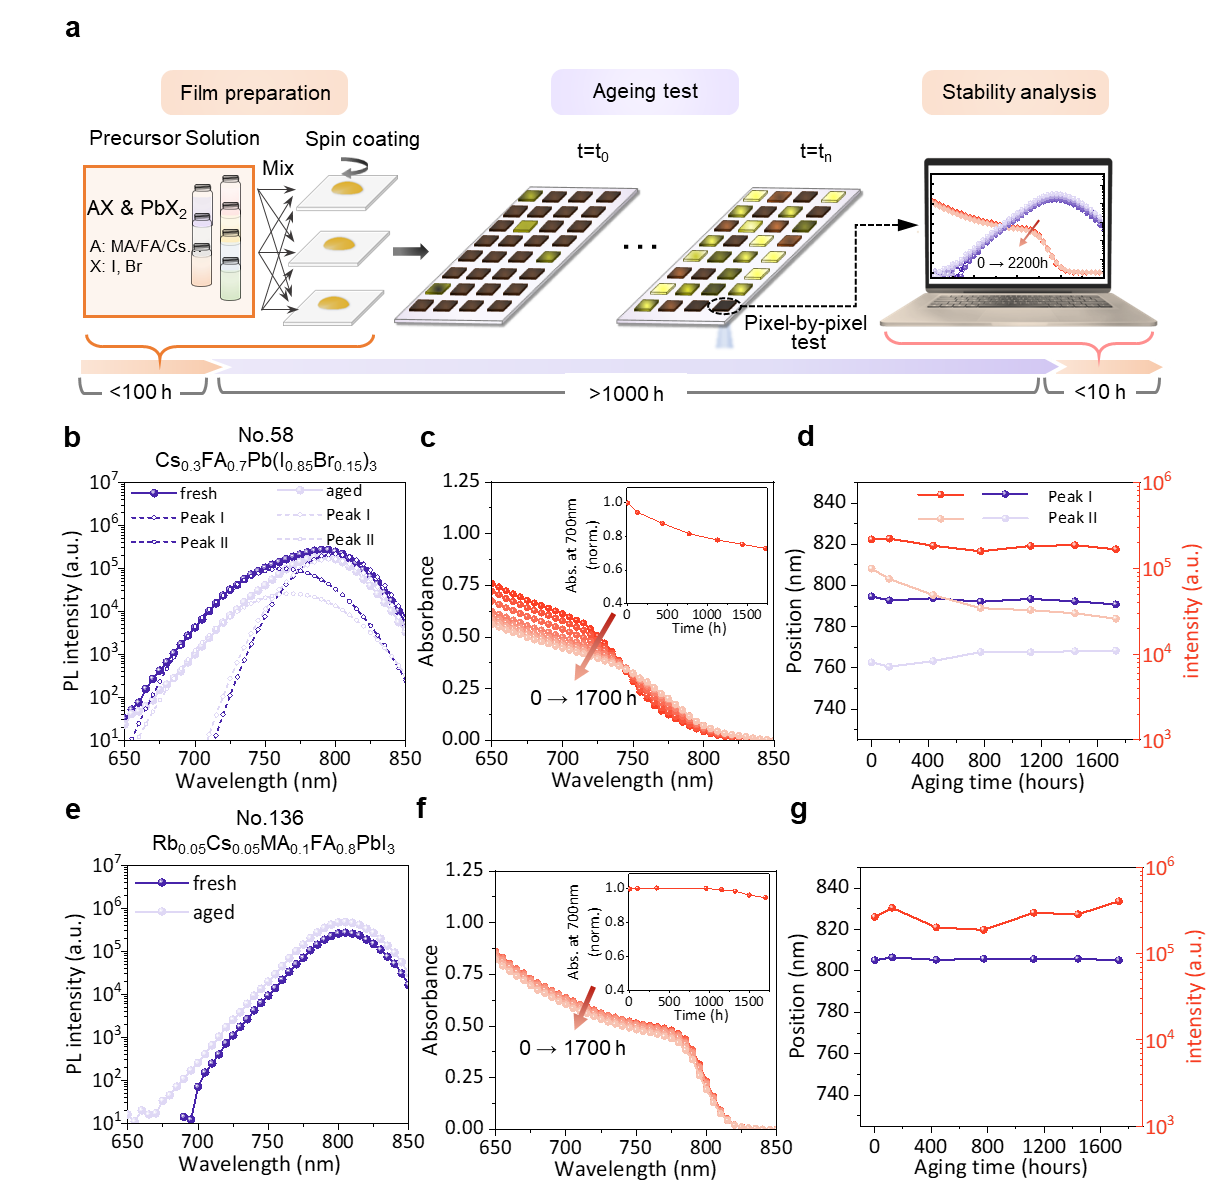 a
Film preparation
Ageing test
Stability analysis
Precursor Solution
Spin coating
Mix
t=t0
t=tn
AX & PbX2
A: MA/FA/Cs...
X: I, Br
...
0 → 2200h
Pixel-by-pixel
test
<100 h
>1000 h
<10 h
b
No.58
Cs0.3FA0.7Pb(I0.85Br0.15)3
fresh
aged
Peak I
Peak I
Peak II
Peak II
PL intensity (a.u.)
10^7
10^6
10^5
10^4
10^3
10^2
10^1
650 700 750 800 850
Wavelength (nm)
c
1.25
1.00
0.75
0.50
0.25
0.00
Absorbance
Abs. at 700nm
(norm.)
1.0
0.8
0.6
0.4
0 500 1000 1500
Time (h)
0 → 1700 h
650 700 750 800 850
Wavelength (nm)
d
Peak I
Peak II
840
820
800
780
760
740
Position (nm)
10^6
10^5
10^4
10^3
intensity (a.u.)
0 400 800 1200 1600
Aging time (hours)
e
No.136
Rb0.05Cs0.05MA0.1FA0.8PbI3
fresh
aged
PL intensity (a.u.)
10^7
10^6
10^5
10^4
10^3
10^2
10^1
650 700 750 800 850
Wavelength (nm)
f
1.25
1.00
0.75
0.50
0.25
0.00
Absorbance
Abs. at 700nm
(norm.)
1.0
0.8
0.6
0.4
0 500 1000 1500
Time (h)
0 → 1700 h
650 700 750 800 850
Wavelength (nm)
g
840
820
800
780
760
740
Position (nm)
10^6
10^5
10^4
10^3
intensity (a.u.)
0 400 800 1200 1600
Aging time (hours)